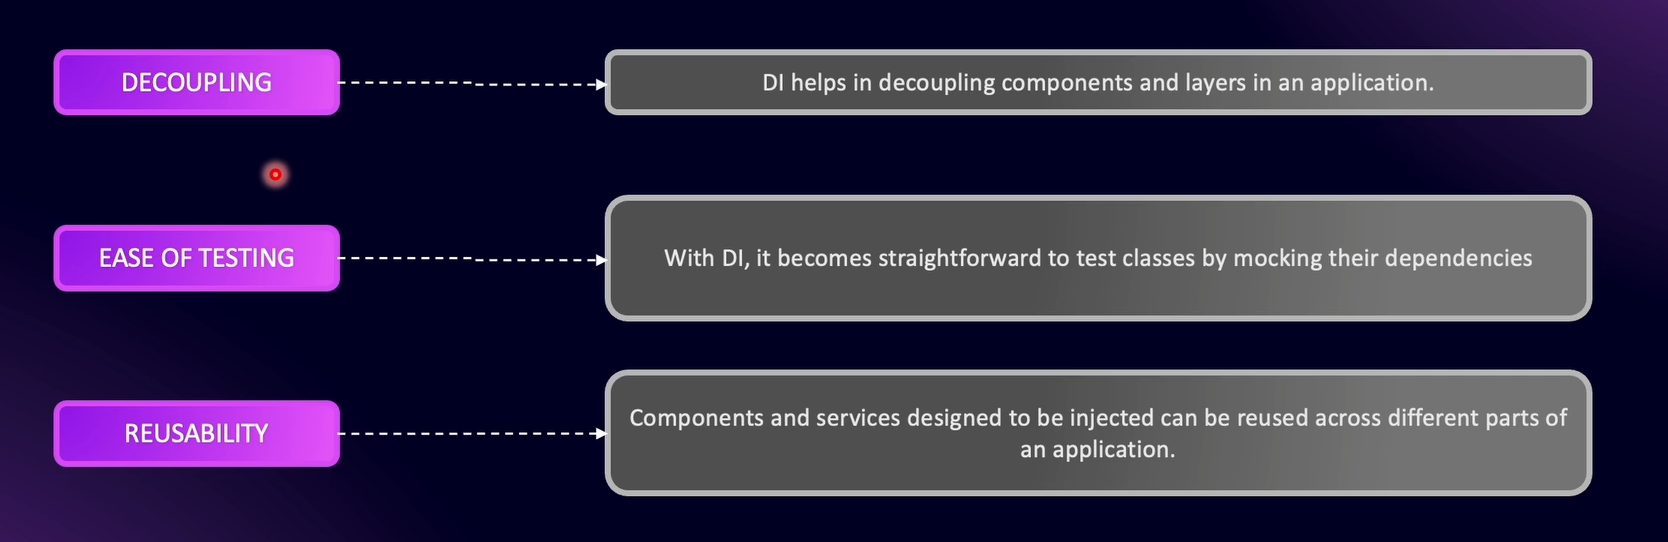 DECOUPLING
DI helps in decoupling components and layers in an application.
EASE OF TESTING
With DI, it becomes straightforward to test classes by mocking their dependencies
REUSABILITY
Components and services designed to be injected can be reused across different parts of
an application.